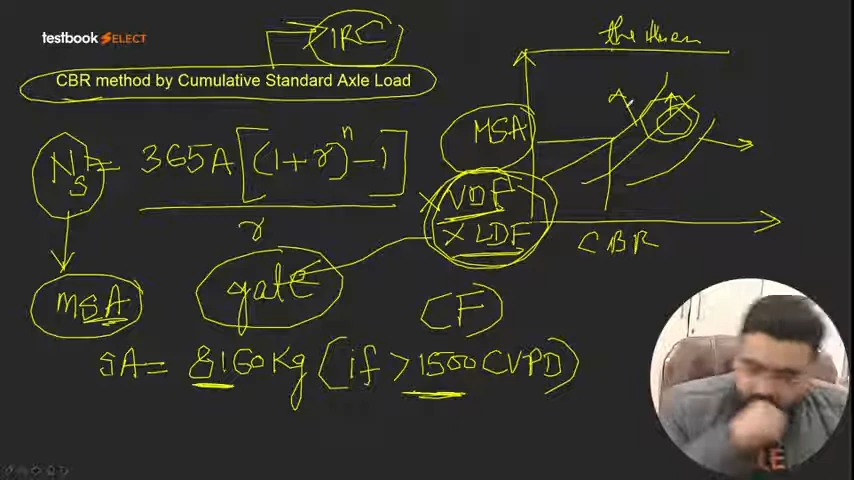 testbook SELECT
IRC
CBR method by Cumulative Standard Axle Load
Ns = 365A [(1+r)^n - 1]
r
MSA
VDF
X LDF
CBR
MSA
gate
CF
SA = 8160 Kg (if > 1500 CVPD)